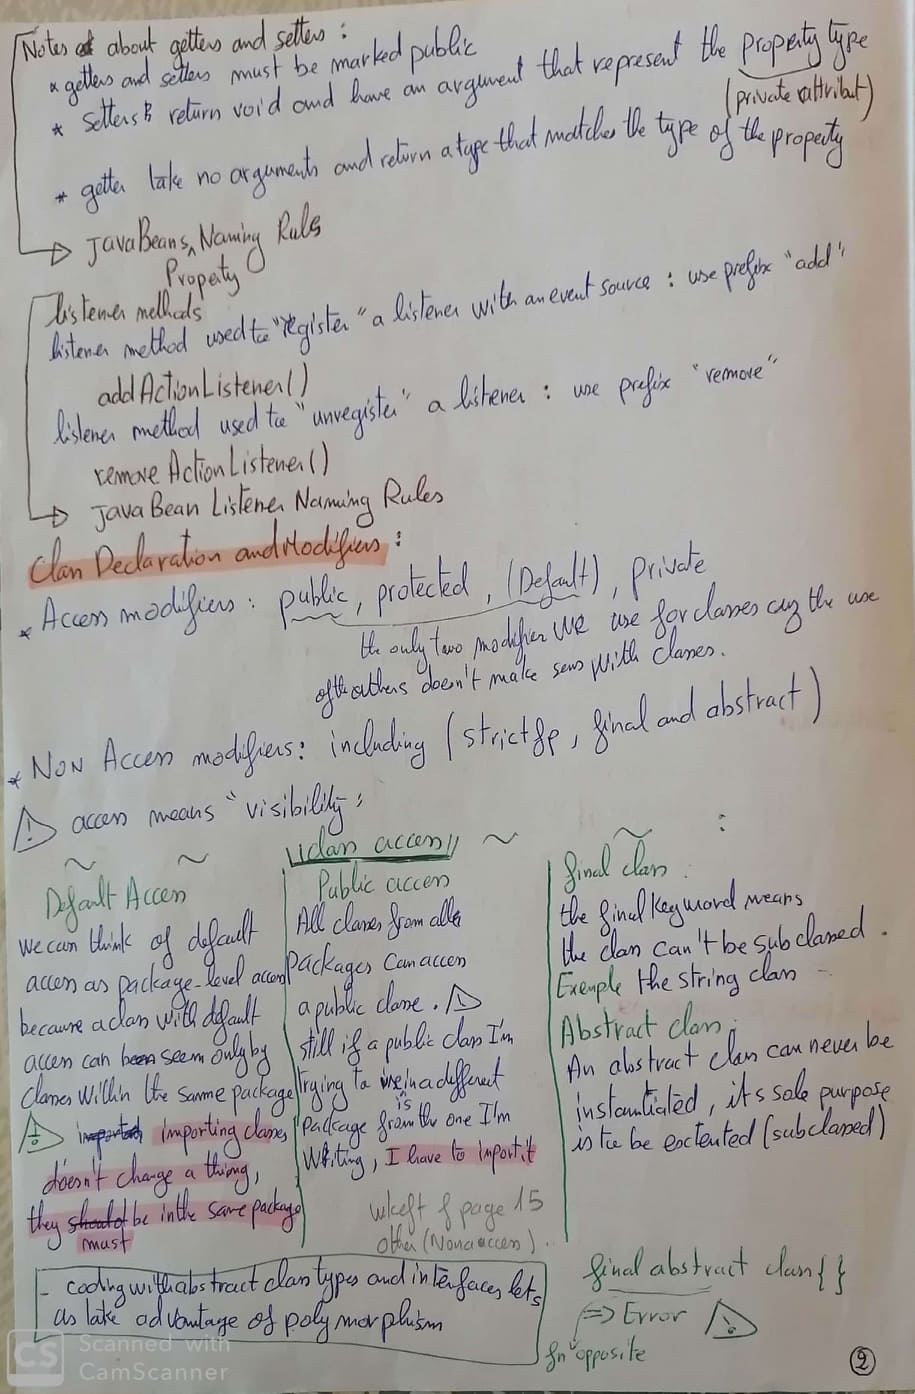 Notes of about getters and setters :
* getters and setters must be marked public
* setters return void and have an argument that represent the property type
(private attribut)
* getter take no arguments and return a type that matches the type of the property
JavaBeans Naming Rules
Property
listener methods
listener method used to "register" a listener with an event source : use prefix "add"
addActionListener()
listener method used to "unregister" a listener : use prefix "remove"
remove ActionListener()
Java Bean Listener Naming Rules
Class Declaration and Modifiers :
* Access modifiers : public, protected, (Default), private
the only two modifier we use for classes cuz the use
of the others doesn't make sens with classes.
* Non Access modifiers: including (strictfp, final and abstract)
⚠ access means "visibility"
Class access
Default Access
we can think of default
access as package-level access
because a class with default
access can been seem only by
classes within the same package
⚠ importing classes
doesn't change a thing,
they should be in the same package
must
Public access
All classes from all
packages can access
a public classe. ⚠
still if a public class I'm
trying to use in a different
is
package from the one I'm
writing, I have to import it
page 15
other (Nonaccess)
final class :
the final keyword means
the class can't be subclassed.
Exemple the string class
Abstract class :
An abstract class can never be
instantiated, it's sole purpose
is to be extented (subclassed)
- coding with abstract class types and interfaces lets
us take advantage of polymorphism
final abstract class { }
=> Error ⚠
opposite
2
CS Scanned with
CamScanner